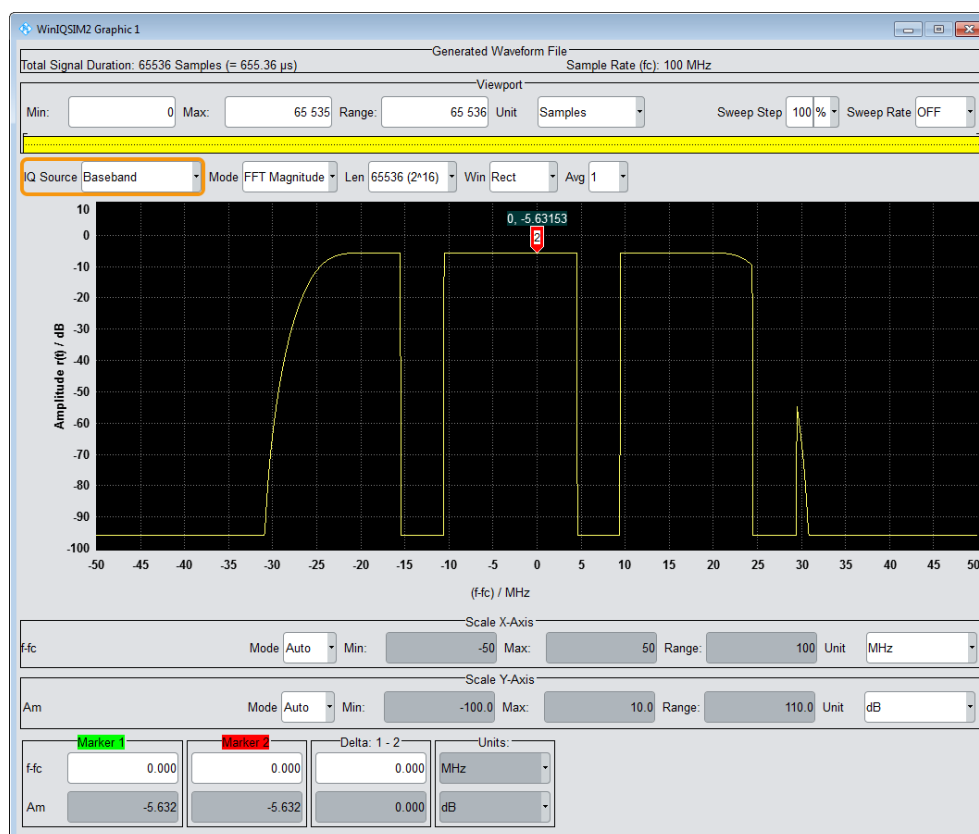 WinIQSIM2 Graphic 1
Generated Waveform File
Total Signal Duration: 65536 Samples (= 655.36 µs) Sample Rate (fc): 100 MHz
Viewport
Min: 0 Max: 65 535 Range: 65 536 Unit Samples Sweep Step 100 % Sweep Rate OFF
IQ Source Baseband Mode FFT Magnitude Len 65536 (2^16) Win Rect Avg 1
0, -5.63153
2
10
0
-10
-20
-30
-40
-50
-60
-70
-80
-90
-100
Amplitude r(t) / dB
-50 -45 -40 -35 -30 -25 -20 -15 -10 -5 0 5 10 15 20 25 30 35 40 45 50
(f-fc) / MHz
Scale X-Axis
f-fc Mode Auto Min: -50 Max: 50 Range: 100 Unit MHz
Scale Y-Axis
Am Mode Auto Min: -100.0 Max: 10.0 Range: 110.0 Unit dB
Marker 1 Marker 2 Delta: 1 - 2 Units:
f-fc 0.000 0.000 0.000 MHz
Am -5.632 -5.632 0.000 dB